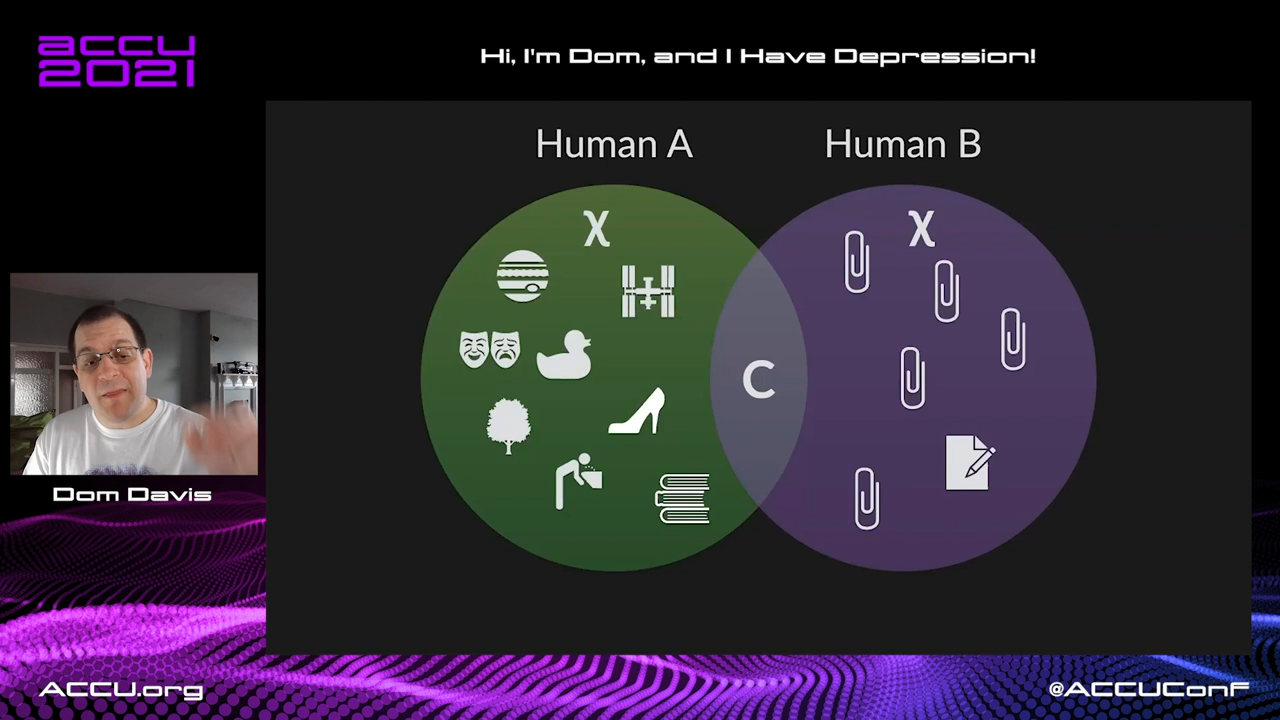 accu
2021
Hi, I'm Dom, and I Have Depression!
Human A
Human B
χ
χ
C
Dom Davis
ACCU.org
@ACCUConf